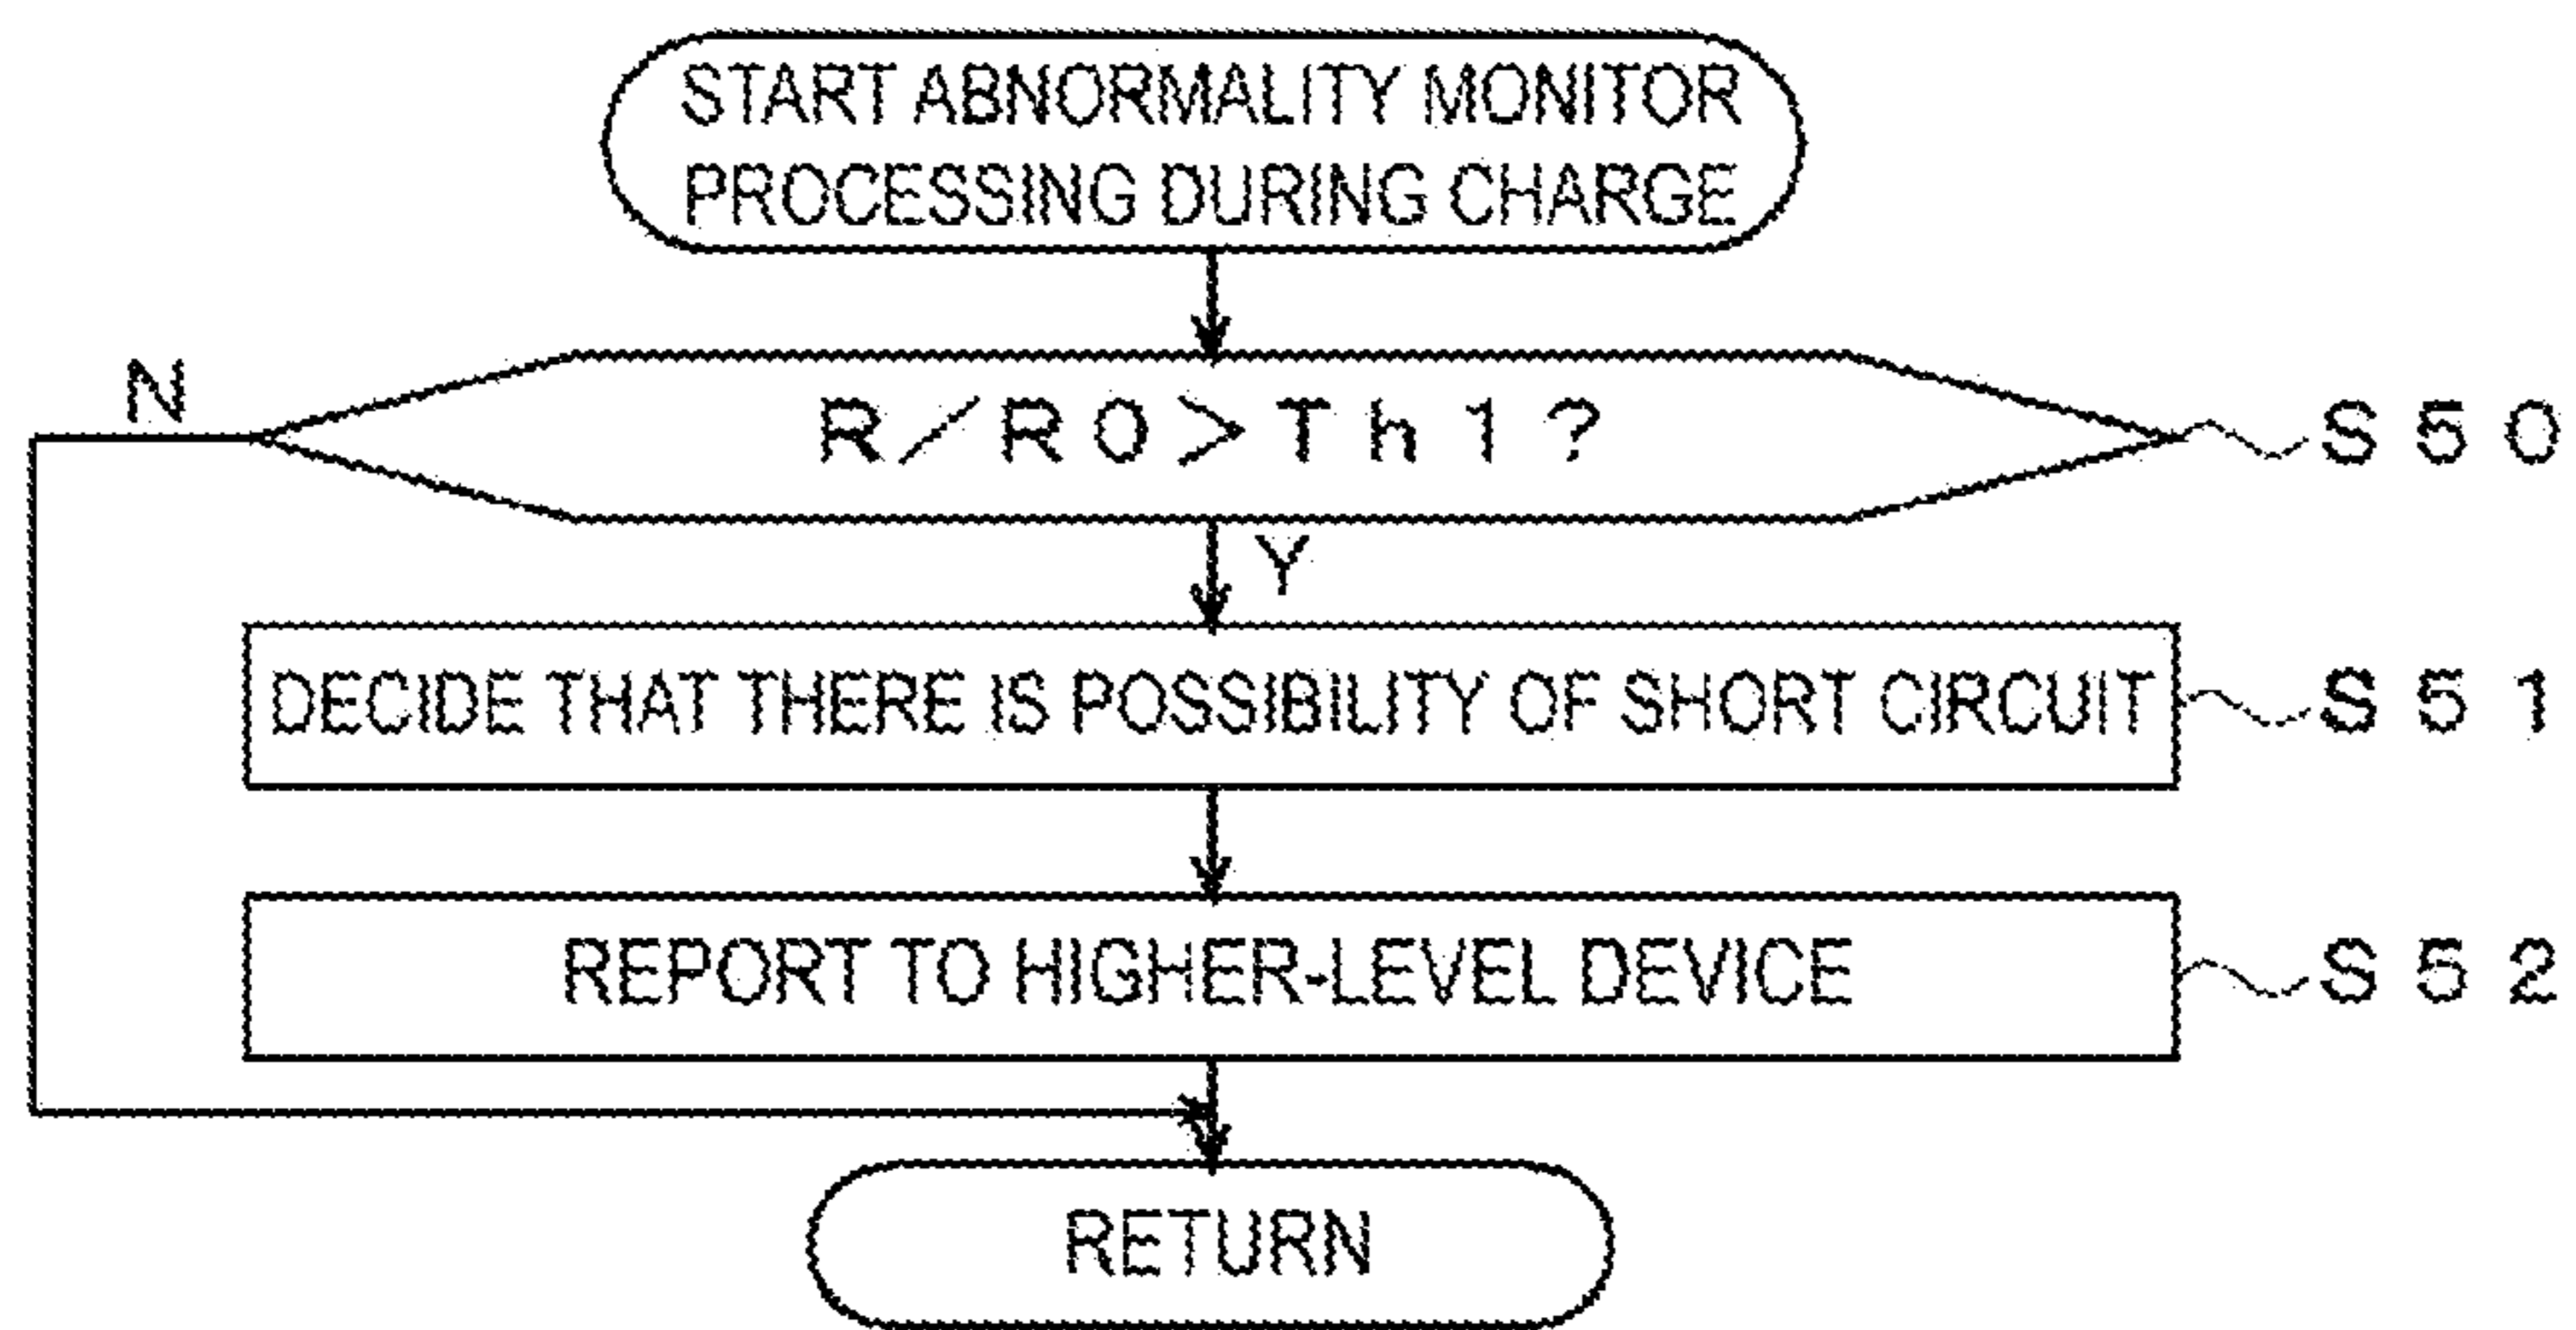 START ABNORMALITY MONITOR
PROCESSING DURING CHARGE
N
R/R0>Th1?
S50
Y
DECIDE THAT THERE IS POSSIBILITY OF SHORT CIRCUIT
S51
REPORT TO HIGHER-LEVEL DEVICE
S52
RETURN